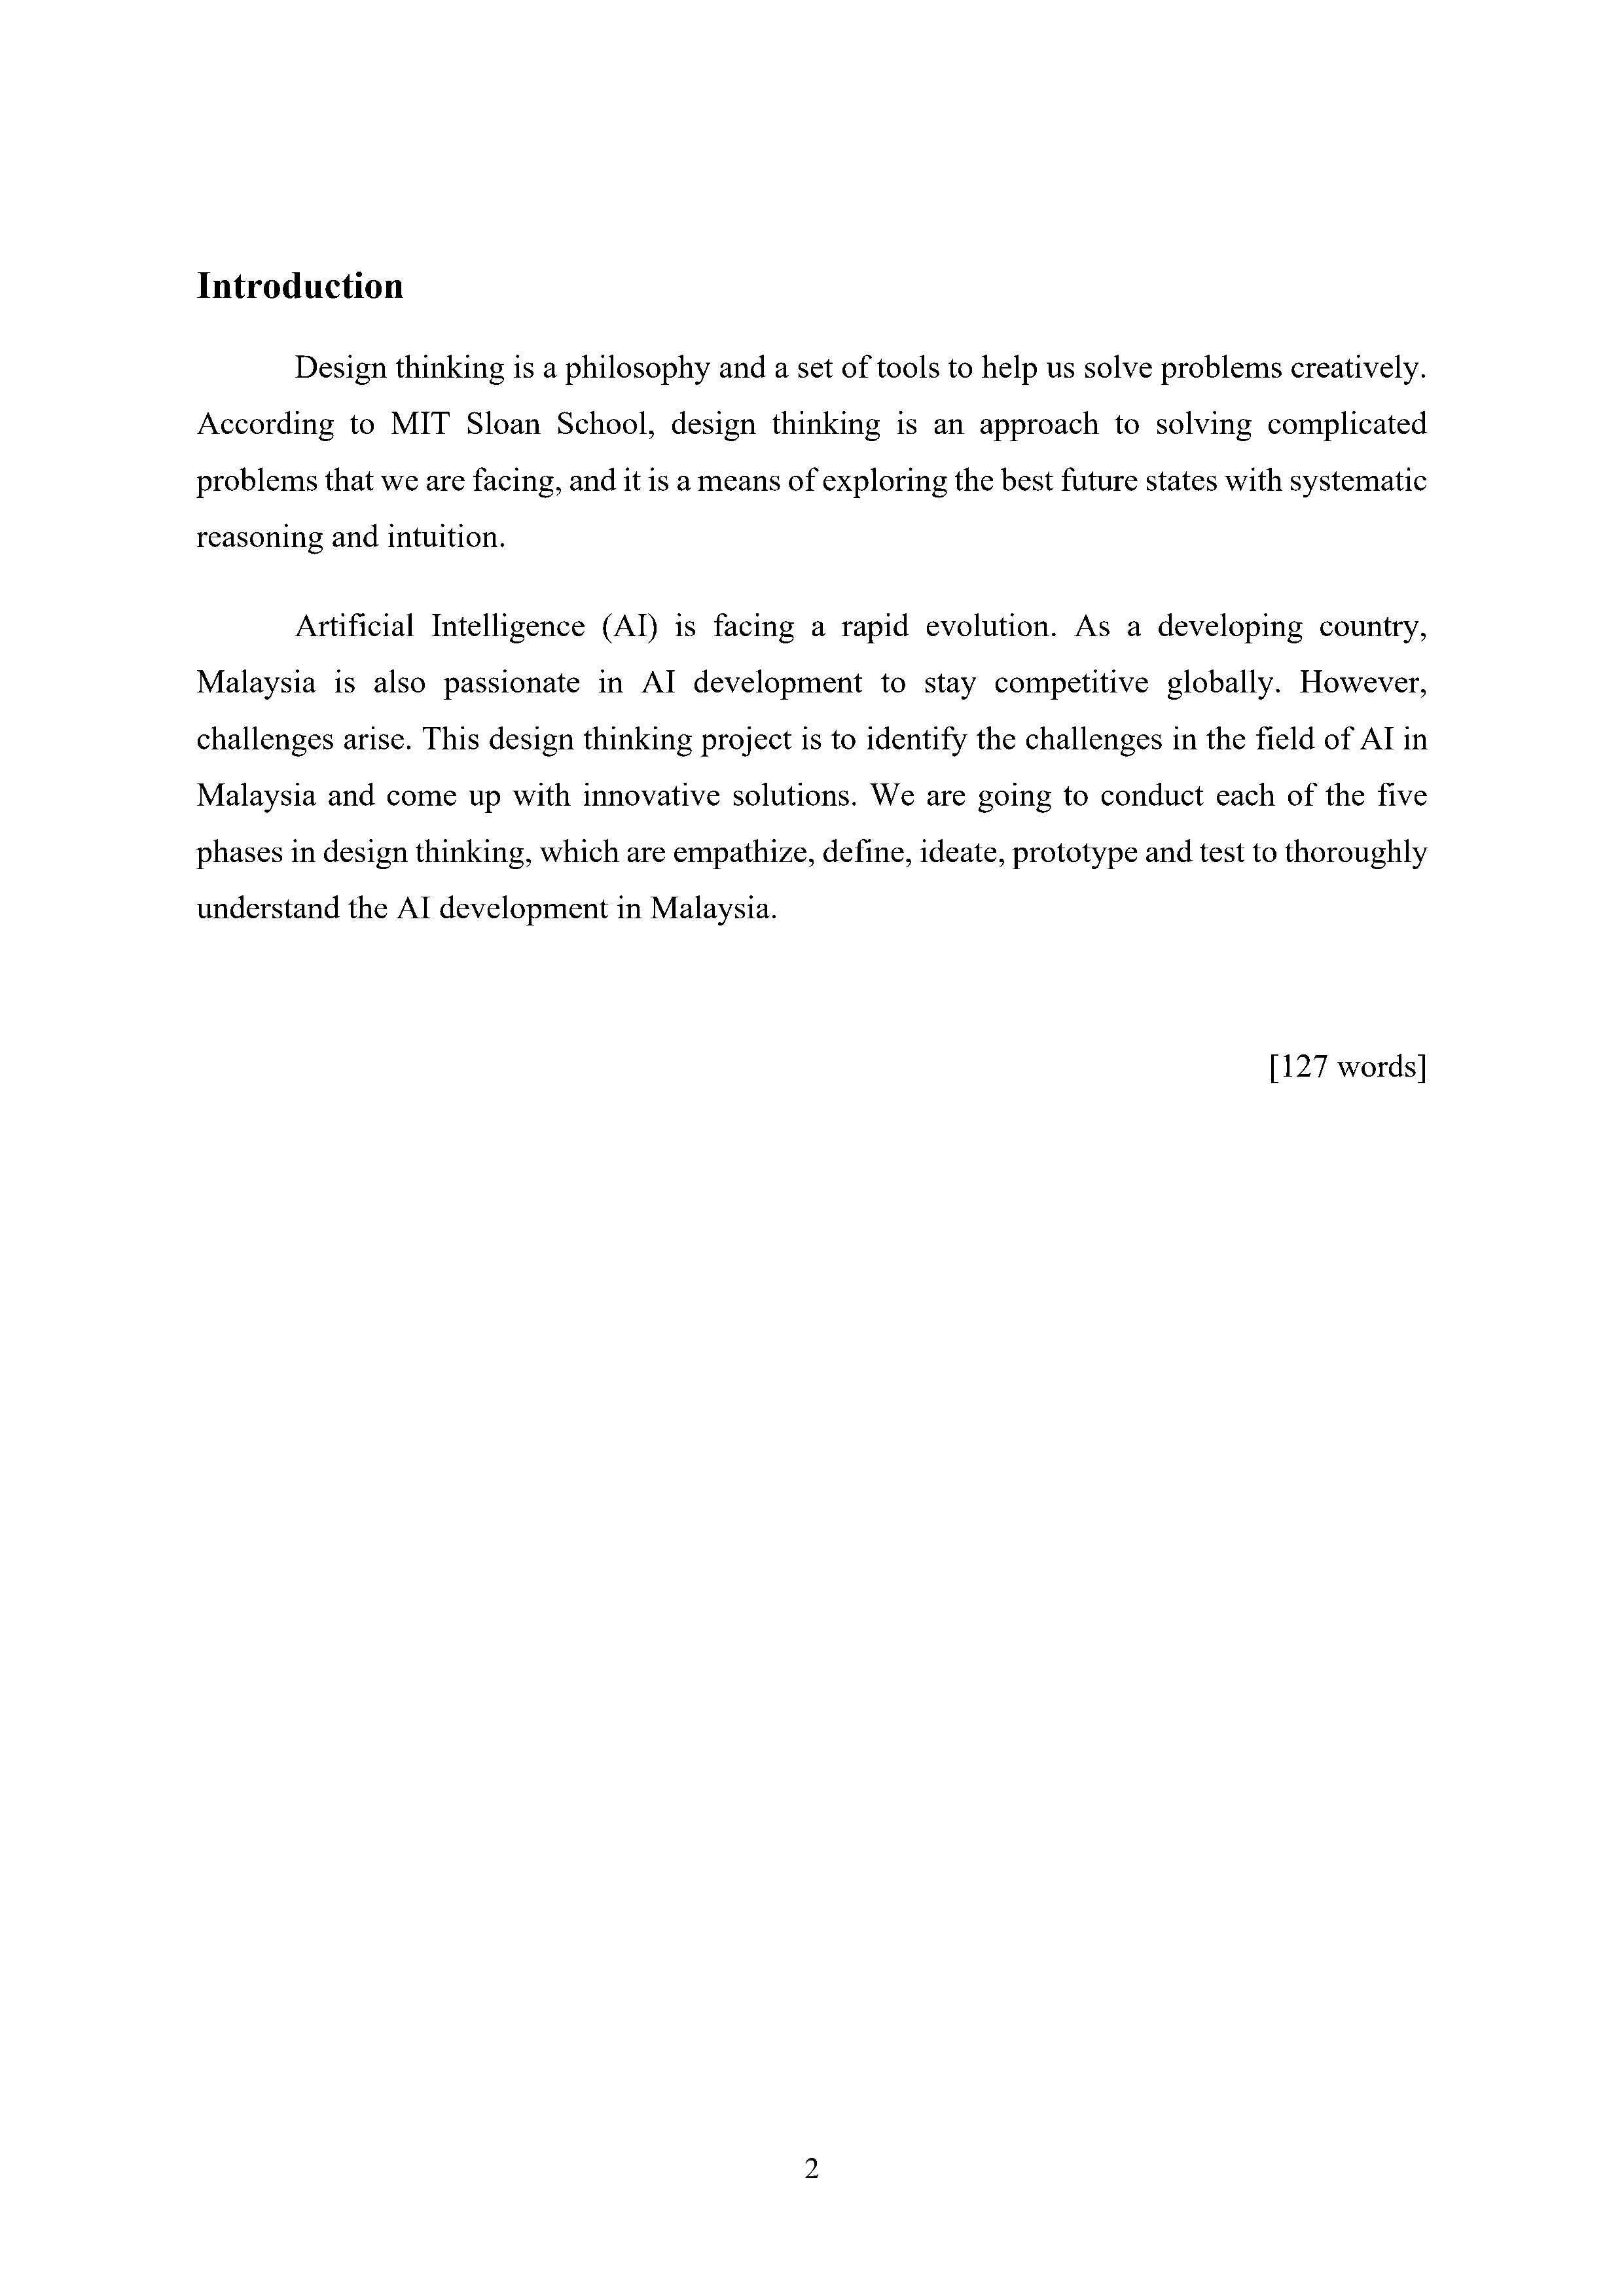 Introduction
Design thinking is a philosophy and a set of tools to help us solve problems creatively.
According to MIT Sloan School, design thinking is an approach to solving complicated
problems that we are facing, and it is a means of exploring the best future states with systematic
reasoning and intuition.
Artificial Intelligence (AI) is facing a rapid evolution. As a developing country,
Malaysia is also passionate in AI development to stay competitive globally. However,
challenges arise. This design thinking project is to identify the challenges in the field of AI in
Malaysia and come up with innovative solutions. We are going to conduct each of the five
phases in design thinking, which are empathize, define, ideate, prototype and test to thoroughly
understand the AI development in Malaysia.
[127 words]
2